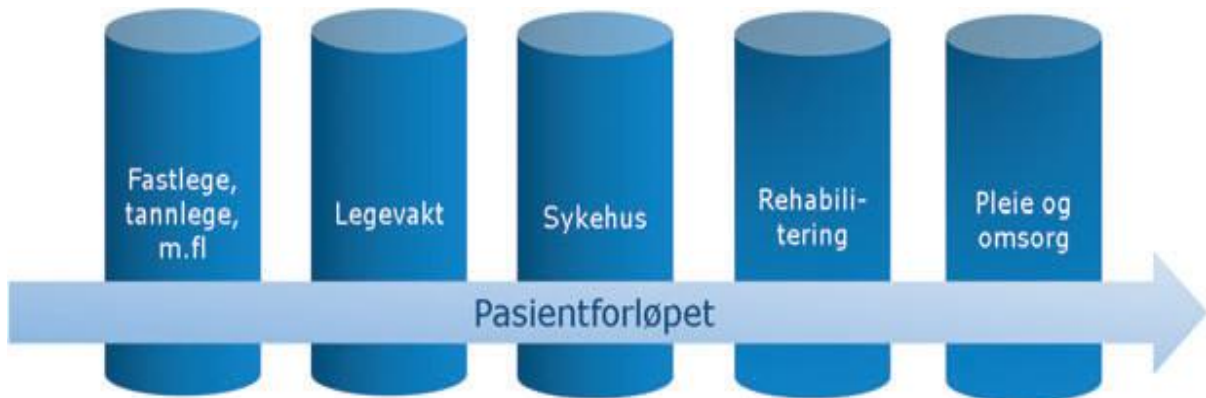 Fastlege,
tannlege,
m.fl
Legevakt
Sykehus
Rehabili-
tering
Pleie og
omsorg
Pasientforløpet